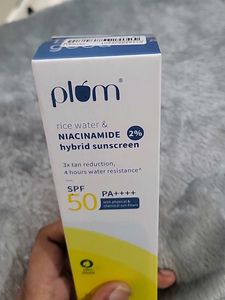 plum®
rice water &
NIACINAMIDE 2%
hybrid sunscreen
3x tan reduction,
4 hours water resistance^
SPF
50 PA++++
with physical &
chemical sun filters